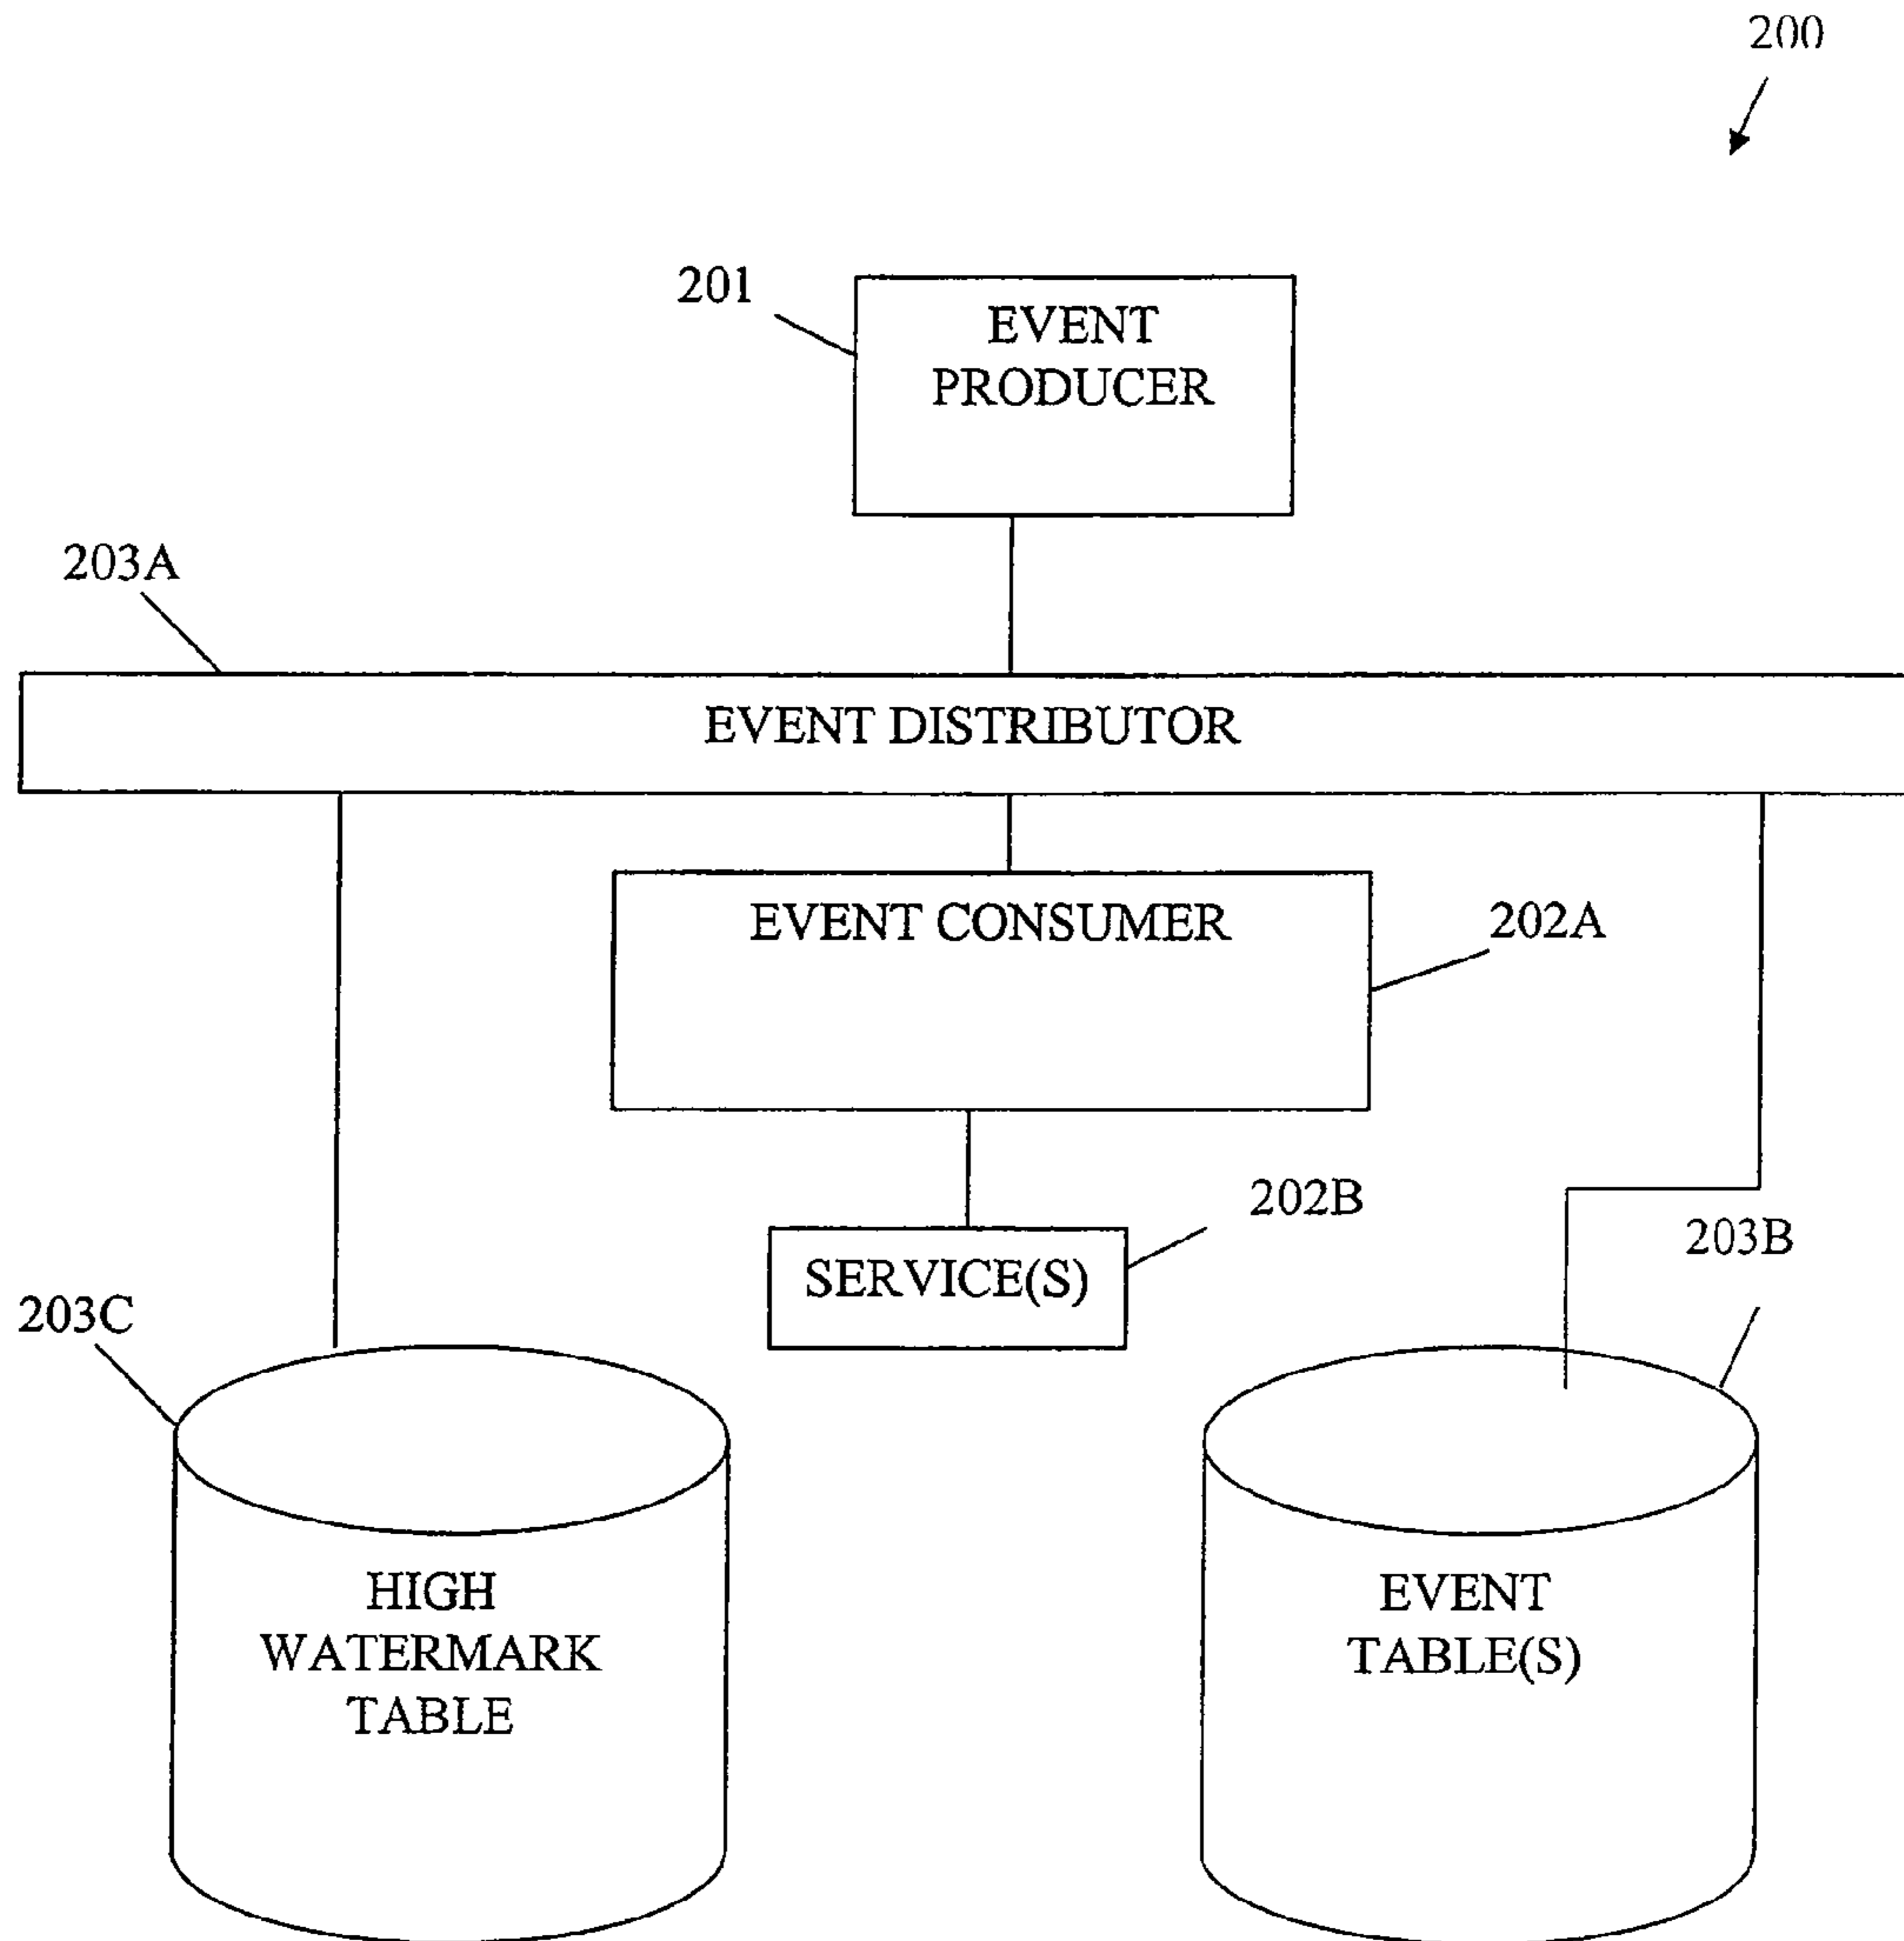 200
201
EVENT
PRODUCER
203A
EVENT DISTRIBUTOR
EVENT CONSUMER
202A
202B
SERVICE(S)
203B
203C
HIGH
WATERMARK
TABLE
EVENT
TABLE(S)